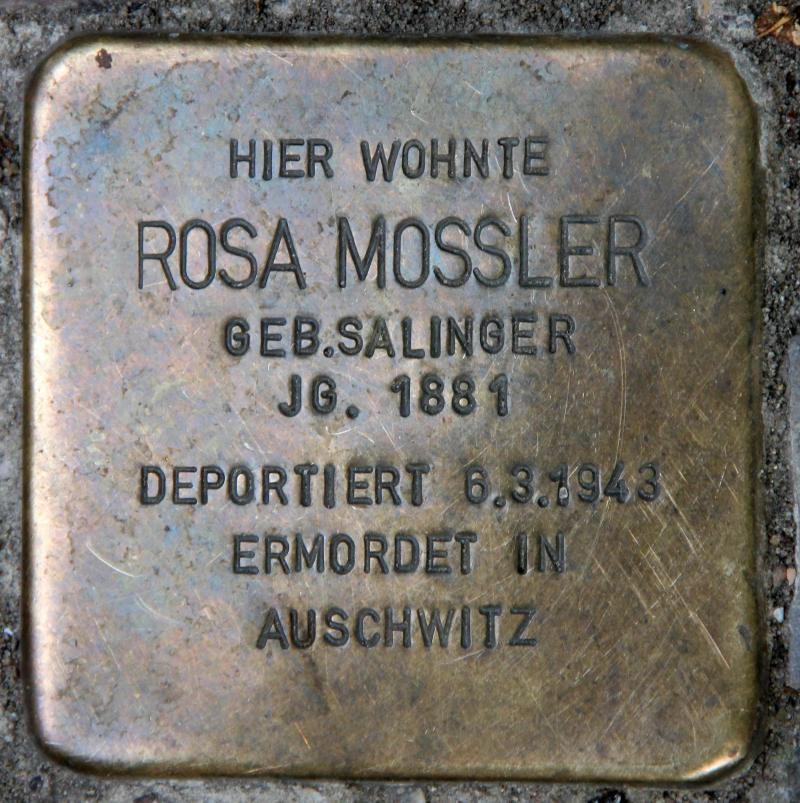 HIER WOHNTE
ROSA MOSSLER
GEB.SALINGER
JG. 1881
DEPORTIERT 6.3.1943
ERMORDET IN
AUSCHWITZ